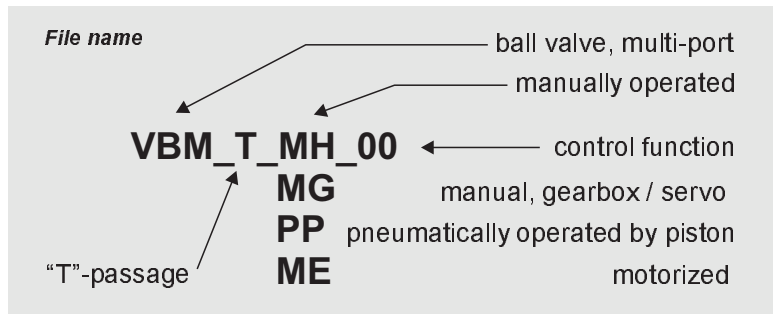 File name
ball valve, multi-port
manually operated
VBM_T_MH_00 control function
MG manual, gearbox / servo
PP pneumatically operated by piston
"T"-passage ME motorized